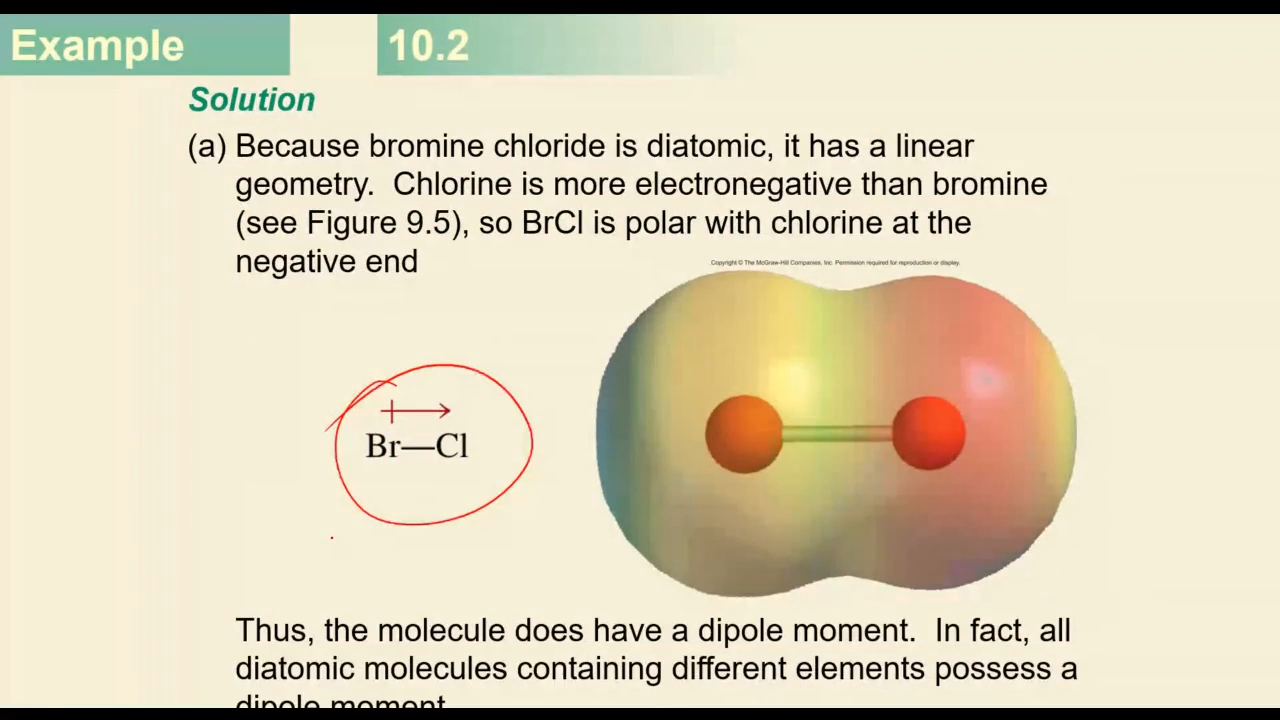 Example 10.2
Solution
(a) Because bromine chloride is diatomic, it has a linear
geometry. Chlorine is more electronegative than bromine
(see Figure 9.5), so BrCl is polar with chlorine at the
negative end
Copyright © The McGraw-Hill Companies, Inc. Permission required for reproduction or display.
Br—Cl
Thus, the molecule does have a dipole moment. In fact, all
diatomic molecules containing different elements possess a
dipole moment